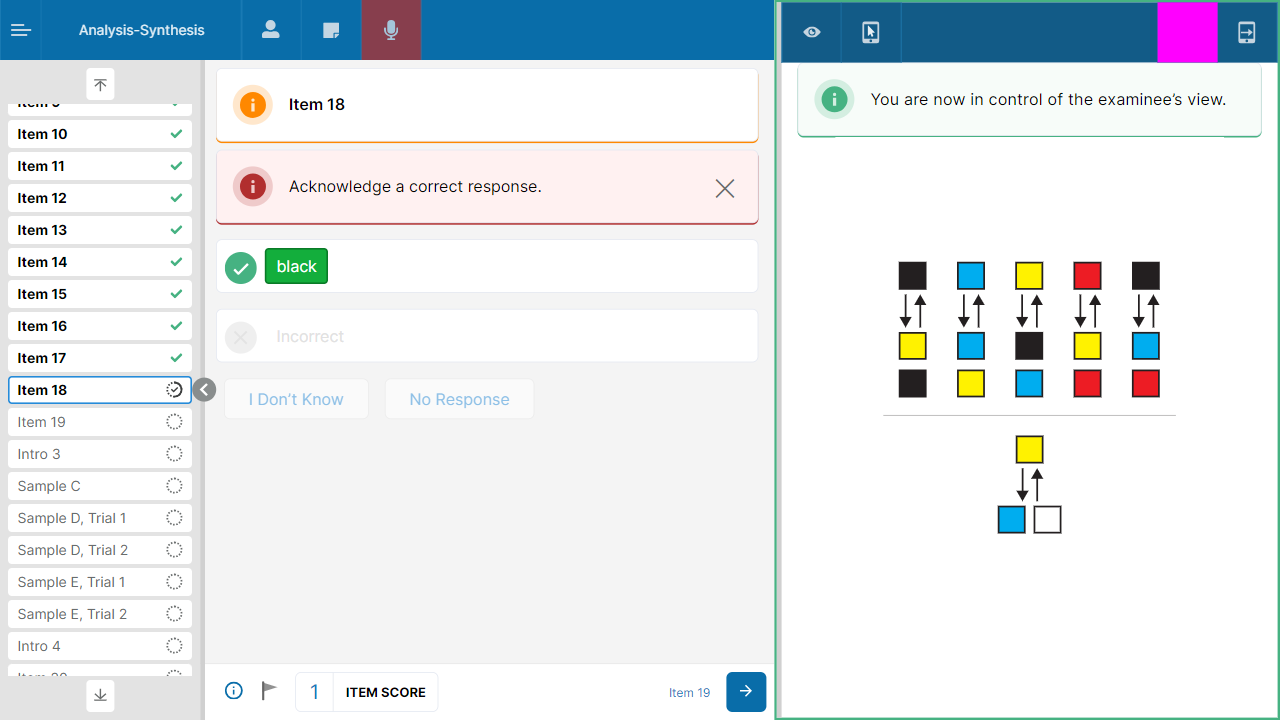 Analysis-Synthesis
Item 10
Item 11
Item 12
Item 13
Item 14
Item 15
Item 16
Item 17
Item 18
Item 19
Intro 3
Sample C
Sample D, Trial 1
Sample D, Trial 2
Sample E, Trial 1
Sample E, Trial 2
Intro 4
Item 18
Acknowledge a correct response.
black
Incorrect
I Don't Know
No Response
1
ITEM SCORE
Item 19
You are now in control of the examinee’s view.